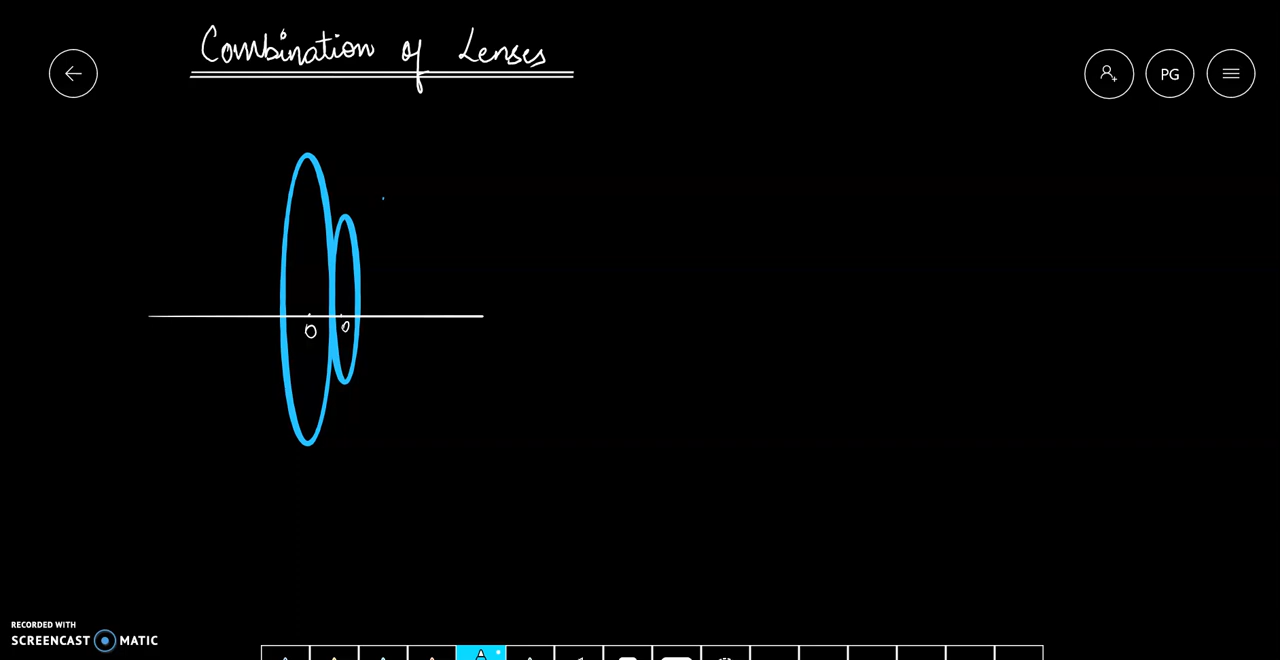 Combination of Lenses
PG
O O
RECORDED WITH
SCREENCAST MATIC